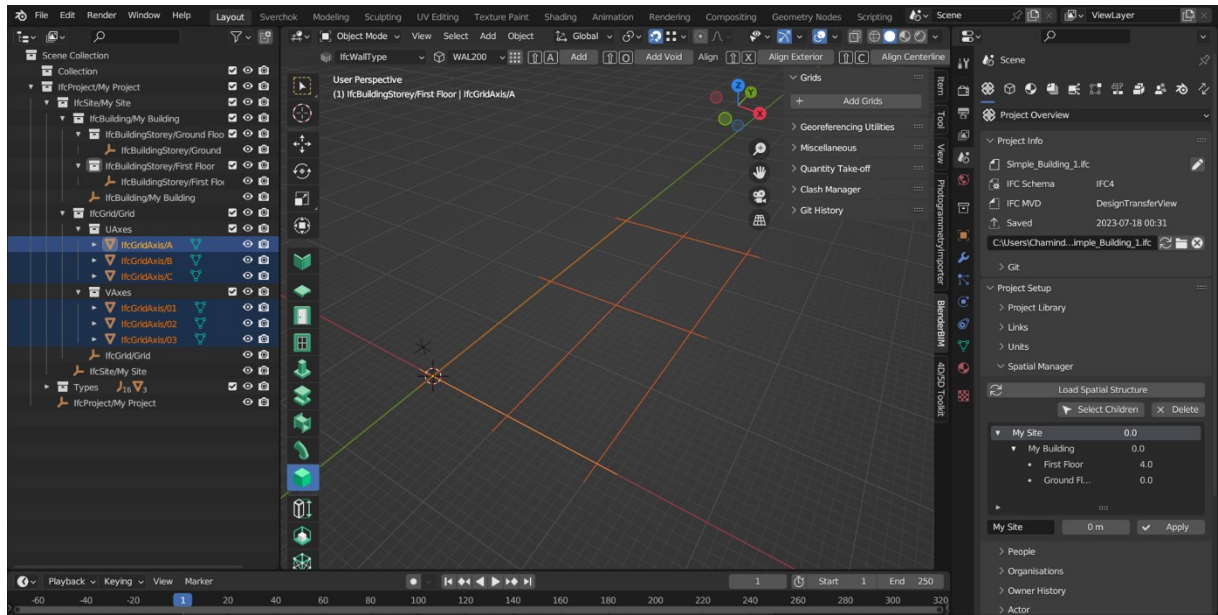 File Edit Render Window Help Layout Sverchok Modeling Sculpting UV Editing Texture Paint Shading Animation Rendering Compositing Geometry Nodes Scripting Scene ViewLayer
Object Mode View Select Add Object Global
IfcWallType WAL200 A Add O Add Void Align X Align Exterior C Align Centerline
Scene Collection
Collection
IfcProject/My Project
IfcSite/My Site
IfcBuilding/My Building
IfcBuildingStorey/Ground Floo
IfcBuildingStorey/Ground
IfcBuildingStorey/First Floor
IfcBuildingStorey/First Floo
IfcBuilding/My Building
IfcGrid/Grid
UAxes
IfcGridAxis/A
IfcGridAxis/B
IfcGridAxis/C
VAxes
IfcGridAxis/01
IfcGridAxis/02
IfcGridAxis/03
IfcGrid/Grid
IfcSite/My Site
Types 16 3
IfcProject/My Project
User Perspective
(1) IfcBuildingStorey/First Floor | IfcGridAxis/A
Z
Y
X
Grids
+ Add Grids
Georeferencing Utilities
Miscellaneous
Quantity Take-off
Clash Manager
Git History
Item
Tool
View
PhotogrammetryImporter
BlenderBIM
4D/5D Toolkit
Scene
Project Overview
Project Info
Simple_Building_1.ifc
IFC Schema IFC4
IFC MVD DesignTransferView
Saved 2023-07-18 00:31
C:\Users\Chamind...imple_Building_1.ifc
Git
Project Setup
Project Library
Links
Units
Spatial Manager
Load Spatial Structure
Select Children Delete
My Site 0.0
My Building 0.0
First Floor 4.0
Ground Fl... 0.0
My Site 0 m Apply
People
Organisations
Owner History
Actor
Playback Keying View Marker 1 Start 1 End 250
-60 -40 -20 1 20 40 60 80 100 120 140 160 180 200 220 240 260 280 300 320